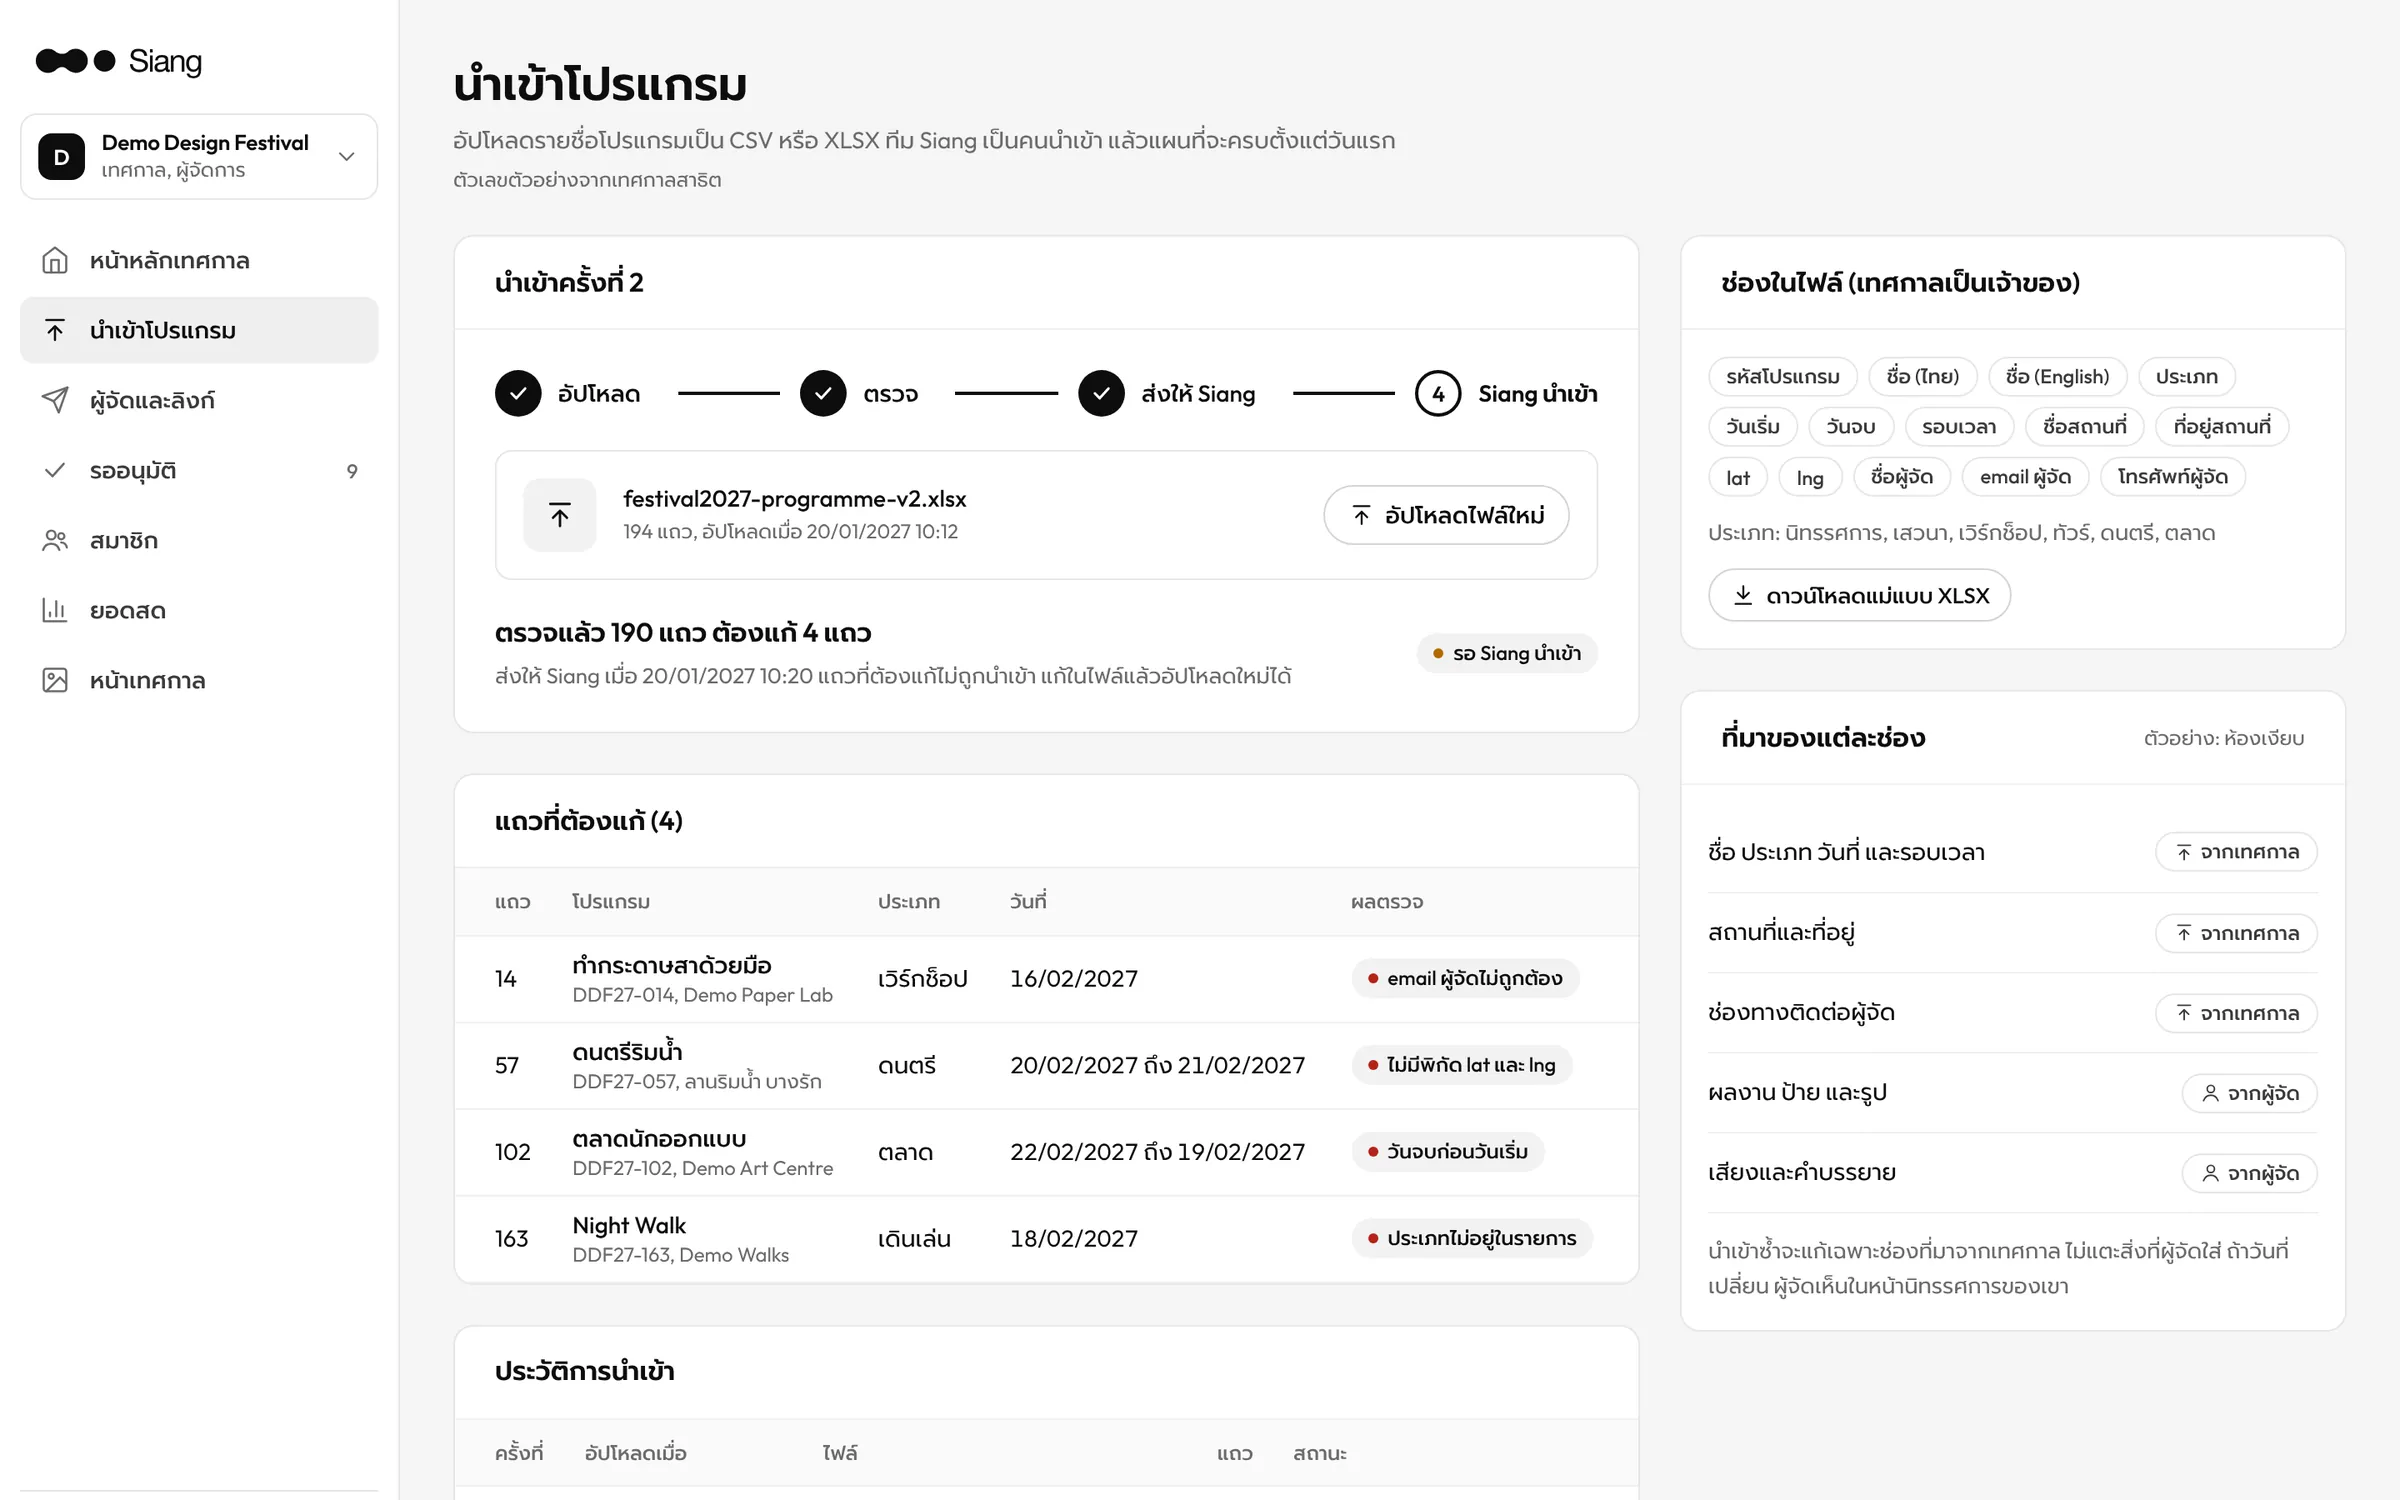 Siang
D
Demo Design Festival
เทศกาล, ผู้จัดการ
หน้าหลักเทศกาล
นำเข้าโปรแกรม
ผู้จัดและลิงก์
รออนุมัติ 9
สมาชิก
ยอดสด
หน้าเทศกาล
นำเข้าโปรแกรม
อัปโหลดรายชื่อโปรแกรมเป็น CSV หรือ XLSX ทีม Siang เป็นคนนำเข้า แล้วแผนที่จะครบตั้งแต่วันแรก
ตัวเลขตัวอย่างจากเทศกาลสาธิต
นำเข้าครั้งที่ 2
อัปโหลด ตรวจ ส่งให้ Siang 4 Siang นำเข้า
festival2027-programme-v2.xlsx
194 แถว, อัปโหลดเมื่อ 20/01/2027 10:12
อัปโหลดไฟล์ใหม่
ตรวจแล้ว 190 แถว ต้องแก้ 4 แถว
ส่งให้ Siang เมื่อ 20/01/2027 10:20 แถวที่ต้องแก้ไม่ถูกนำเข้า แก้ในไฟล์แล้วอัปโหลดใหม่ได้
รอ Siang นำเข้า
แถวที่ต้องแก้ (4)
แถว โปรแกรม ประเภท วันที่ ผลตรวจ
14 ทำกระดาษสาด้วยมือ เวิร์กช็อป 16/02/2027 email ผู้จัดไม่ถูกต้อง
DDF27-014, Demo Paper Lab
57 ดนตรีริมน้ำ ดนตรี 20/02/2027 ถึง 21/02/2027 ไม่มีพิกัด lat และ lng
DDF27-057, ลานริมน้ำ บางรัก
102 ตลาดนักออกแบบ ตลาด 22/02/2027 ถึง 19/02/2027 วันจบก่อนวันเริ่ม
DDF27-102, Demo Art Centre
163 Night Walk เดินเล่น 18/02/2027 ประเภทไม่อยู่ในรายการ
DDF27-163, Demo Walks
ประวัติการนำเข้า
ครั้งที่ อัปโหลดเมื่อ ไฟล์ แถว สถานะ
ช่องในไฟล์ (เทศกาลเป็นเจ้าของ)
รหัสโปรแกรม ชื่อ (ไทย) ชื่อ (English) ประเภท
วันเริ่ม วันจบ รอบเวลา ชื่อสถานที่ ที่อยู่สถานที่
lat lng ชื่อผู้จัด email ผู้จัด โทรศัพท์ผู้จัด
ประเภท: นิทรรศการ, เสวนา, เวิร์กช็อป, ทัวร์, ดนตรี, ตลาด
ดาวน์โหลดแม่แบบ XLSX
ที่มาของแต่ละช่อง ตัวอย่าง: ห้องเงียบ
ชื่อ ประเภท วันที่ และรอบเวลา จากเทศกาล
สถานที่และที่อยู่ จากเทศกาล
ช่องทางติดต่อผู้จัด จากเทศกาล
ผลงาน ป้าย และรูป จากผู้จัด
เสียงและคำบรรยาย จากผู้จัด
นำเข้าซ้ำจะแก้เฉพาะช่องที่มาจากเทศกาล ไม่แตะสิ่งที่ผู้จัดใส่ ถ้าวันที่
เปลี่ยน ผู้จัดเห็นในหน้านิทรรศการของเขา